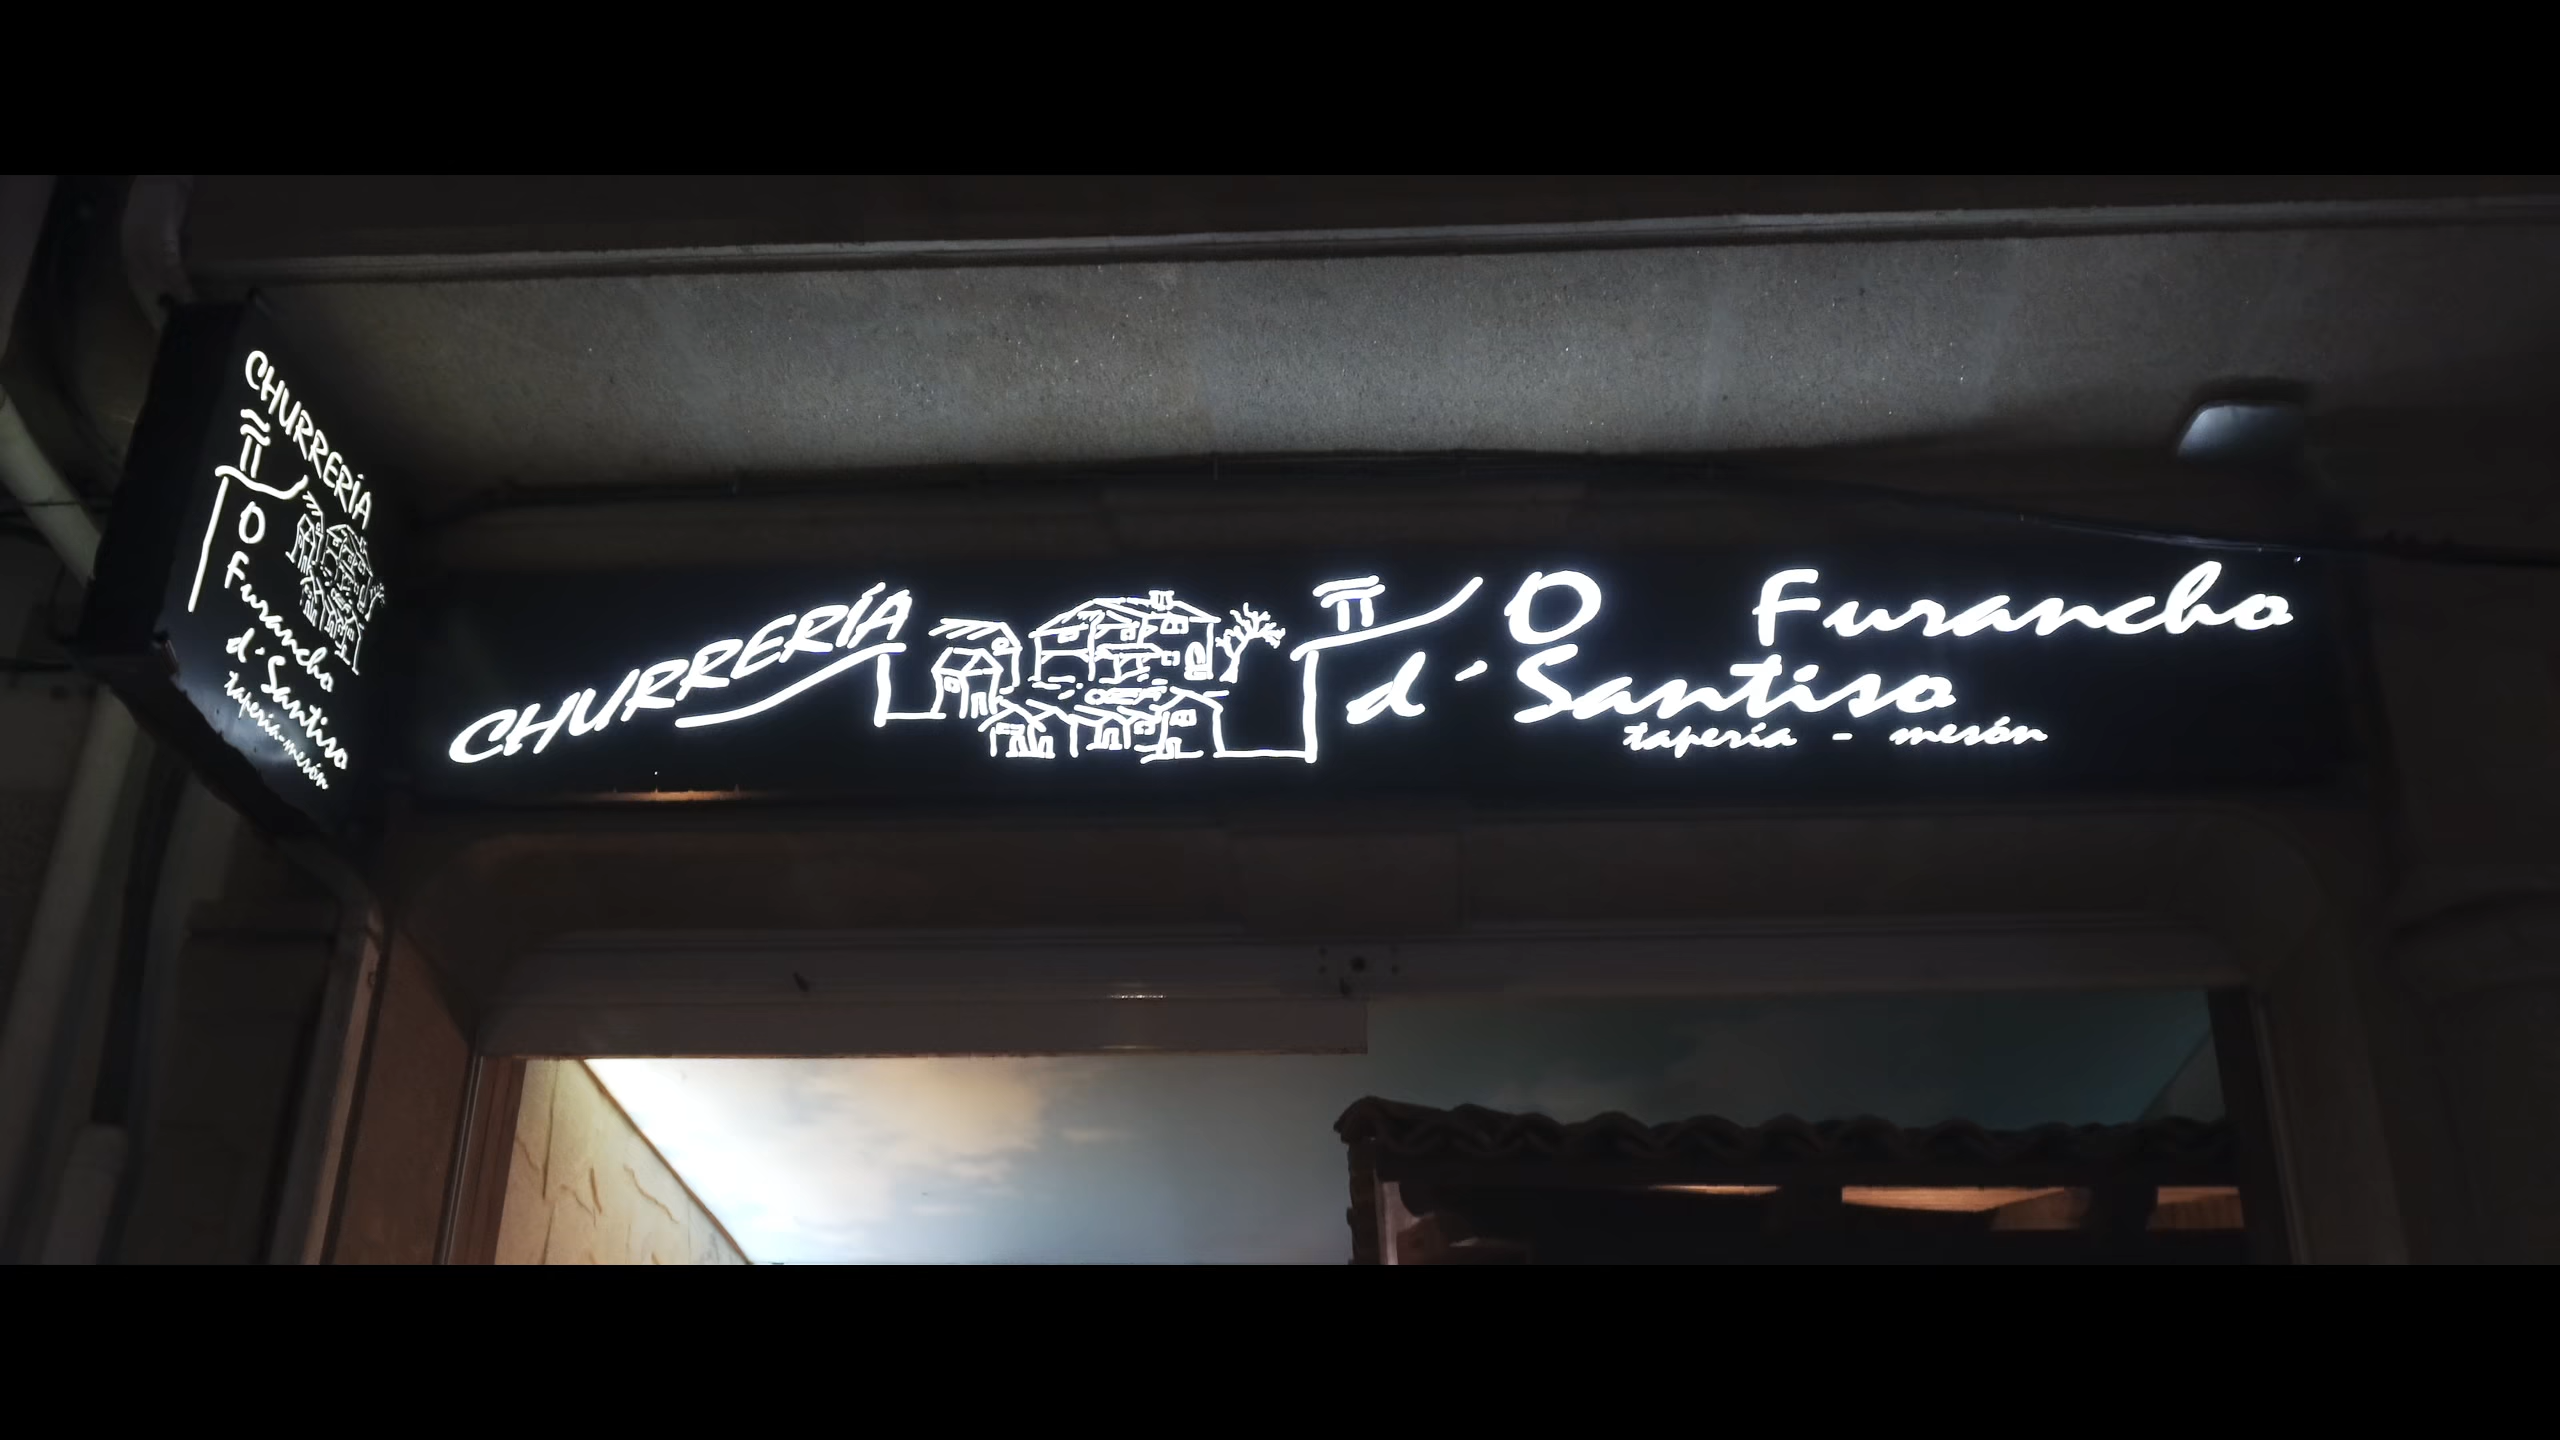 CHURRERÍA
O
Furancho
d´Santiso
tapería-mesón
CHURRERÍA
O Furancho
d´Santiso
tapería - mesón